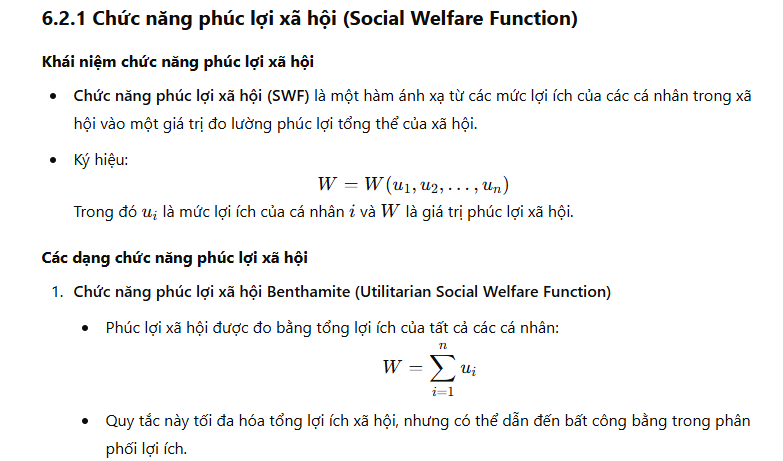 6.2.1 Chức năng phúc lợi xã hội (Social Welfare Function)
Khái niệm chức năng phúc lợi xã hội
• Chức năng phúc lợi xã hội (SWF) là một hàm ánh xạ từ các mức lợi ích của các cá nhân trong xã
hội vào một giá trị đo lường phúc lợi tổng thể của xã hội.
• Ký hiệu:
W = W(u₁, u₂, . . . , uₙ)
Trong đó uᵢ là mức lợi ích của cá nhân i và W là giá trị phúc lợi xã hội.
Các dạng chức năng phúc lợi xã hội
1. Chức năng phúc lợi xã hội Benthamite (Utilitarian Social Welfare Function)
• Phúc lợi xã hội được đo bằng tổng lợi ích của tất cả các cá nhân:
n
W = ∑ uᵢ
i=1
• Quy tắc này tối đa hóa tổng lợi ích xã hội, nhưng có thể dẫn đến bất công bằng trong phân
phối lợi ích.